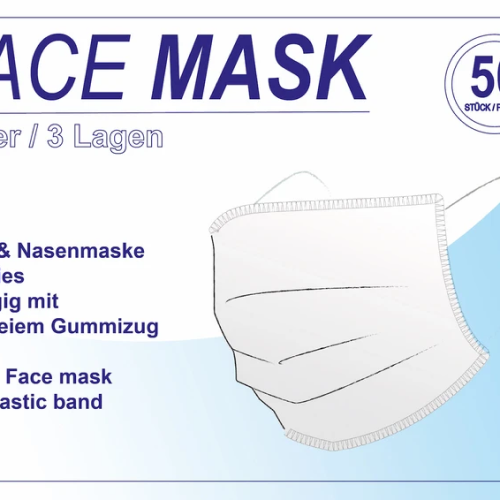 ACE MASK
er / 3 Lagen
50
STÜCK / P
& Nasenmaske
ies
gig mit
eiem Gummizug
Face mask
astic band